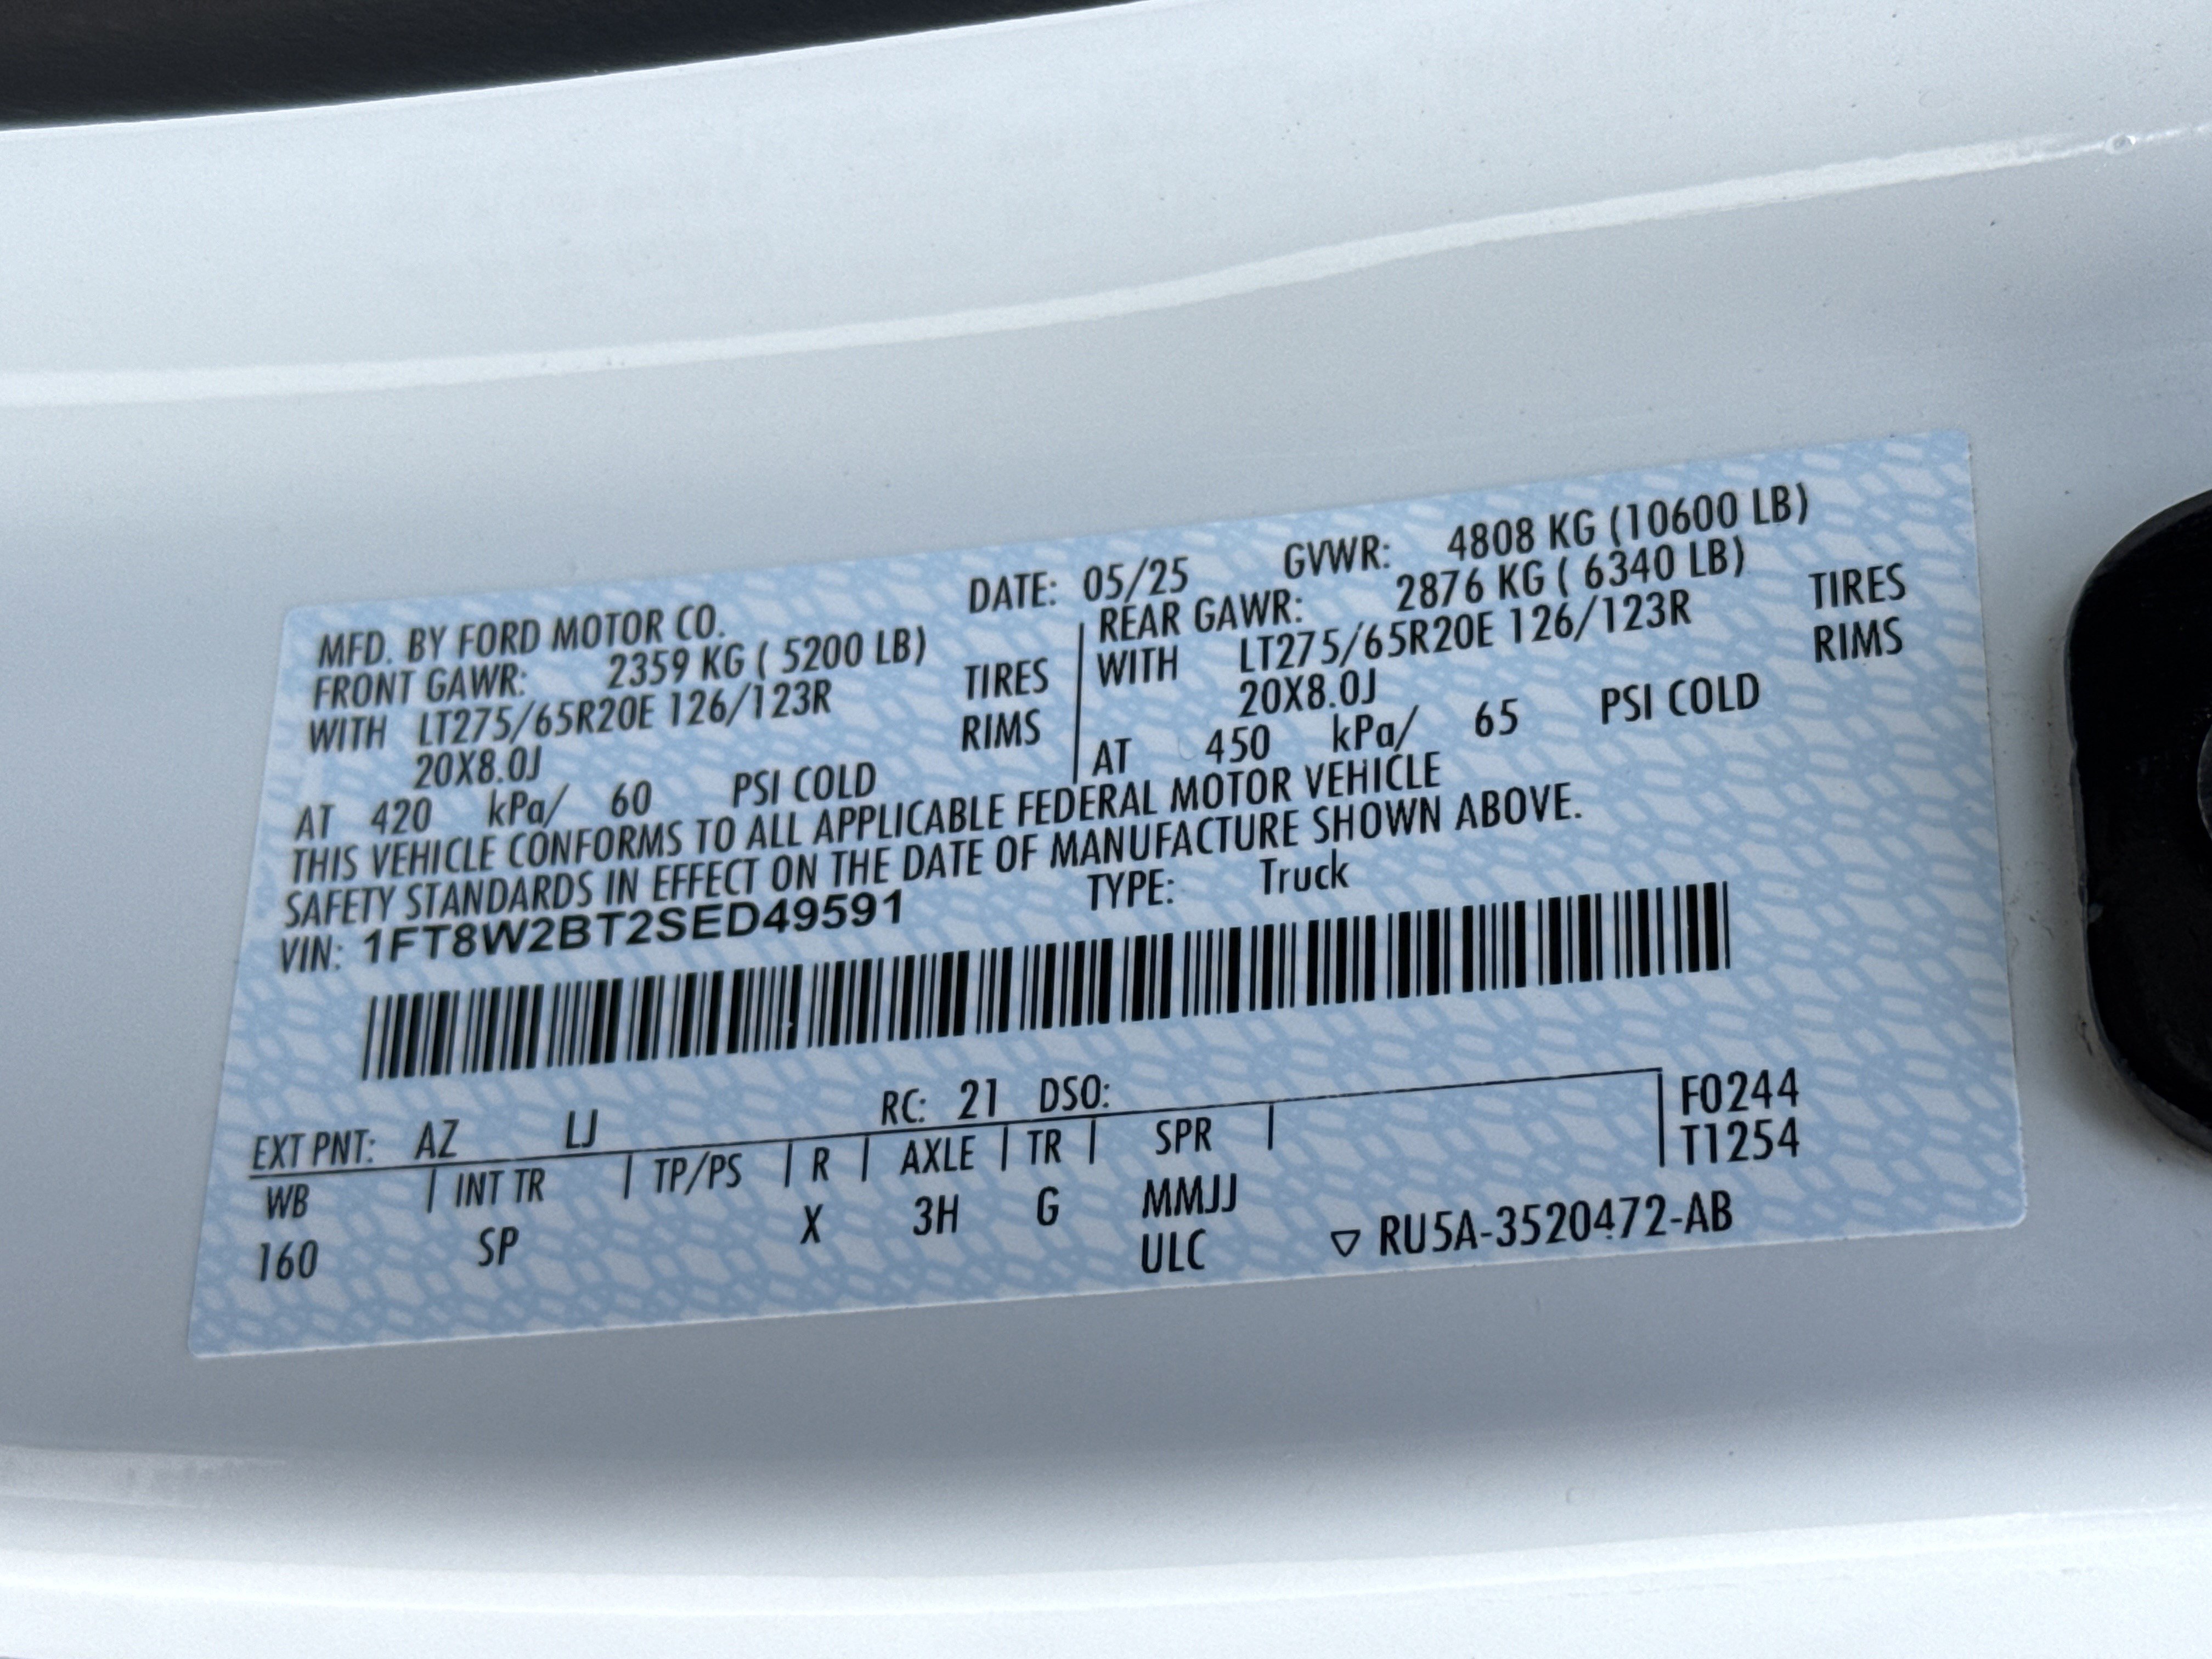 MFD. BY FORD MOTOR CO. DATE: 05/25 GVWR: 4808 KG (10600 LB)
FRONT GAWR: 2359 KG ( 5200 LB)
WITH LT275/65R20E 126/123R TIRES
20X8.0J RIMS
AT 420 kPa/ 60 PSI COLD
REAR GAWR: 2876 KG ( 6340 LB)
WITH LT275/65R20E 126/123R TIRES
20X8.0J RIMS
AT 450 kPa/ 65 PSI COLD
THIS VEHICLE CONFORMS TO ALL APPLICABLE FEDERAL MOTOR VEHICLE
SAFETY STANDARDS IN EFFECT ON THE DATE OF MANUFACTURE SHOWN ABOVE.
VIN: 1FT8W2BT2SED49591 TYPE: Truck
EXT PNT: AZ LJ RC: 21 DSO:
WB | INT TR | TP/PS | R | AXLE | TR | SPR |
160 SP X 3H G MMJJ
ULC
F0244
T1254
▽ RU5A-3520472-AB